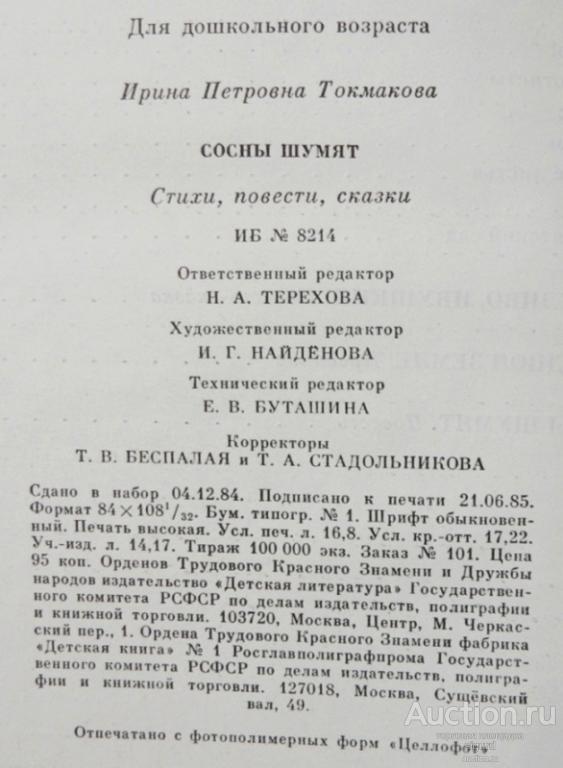 Для дошкольного возраста
Ирина Петровна Токмакова
СОСНЫ ШУМЯТ
Стихи, повести, сказки
ИБ № 8214
Ответственный редактор
Н. А. ТЕРЕХОВА
Художественный редактор
И. Г. НАЙДЁНОВА
Технический редактор
Е. В. БУТАШИНА
Корректоры
Т. В. БЕСПАЛАЯ и Т. А. СТАДОЛЬНИКОВА
Сдано в набор 04.12.84. Подписано к печати 21.06.85.
Формат 84×108¹/₃₂. Бум. типогр. № 1. Шрифт обыкновен-
ный. Печать высокая. Усл. печ. л. 16,8. Усл. кр.-отт. 17,22.
Уч.-изд. л. 14,17. Тираж 100 000 экз. Заказ № 101. Цена
95 коп. Орденов Трудового Красного Знамени и Дружбы
народов издательство «Детская литература» Государствен-
ного комитета РСФСР по делам издательств, полиграфии
и книжной торговли. 103720, Москва, Центр, М. Черкас-
ский пер., 1. Ордена Трудового Красного Знамени фабрика
«Детская книга» № 1 Росглавполиграфпрома Государст-
венного комитета РСФСР по делам издательств, полигра-
фии и книжной торговли. 127018, Москва, Сущёвский
вал, 49.
Отпечатано с фотополимерных форм «Целлофот»
Auction.ru